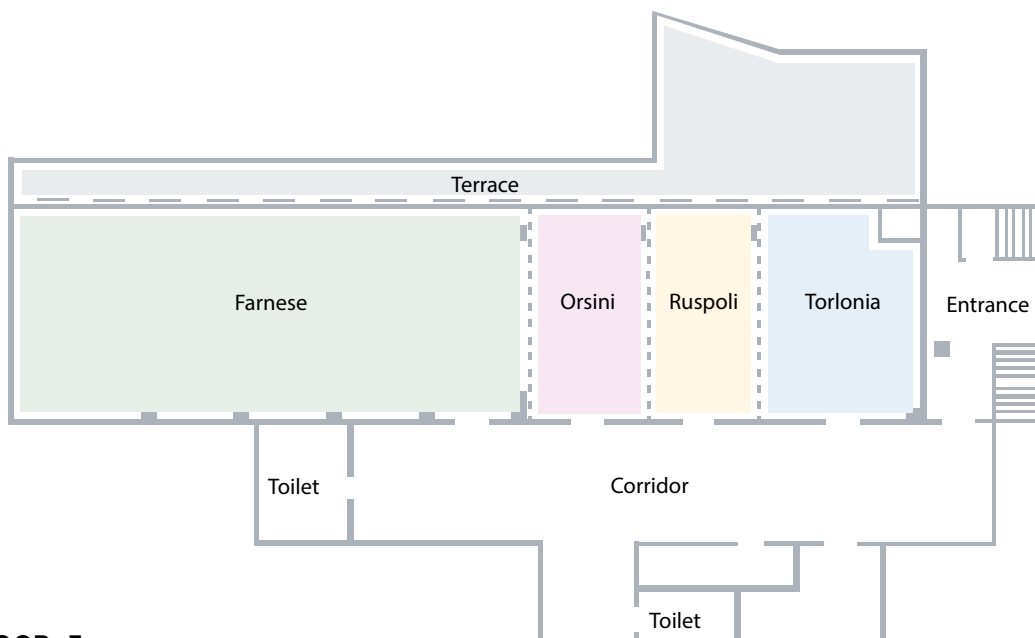 Terrace
Farnese
Orsini
Ruspoli
Torlonia
Entrance
Toilet
Corridor
Toilet